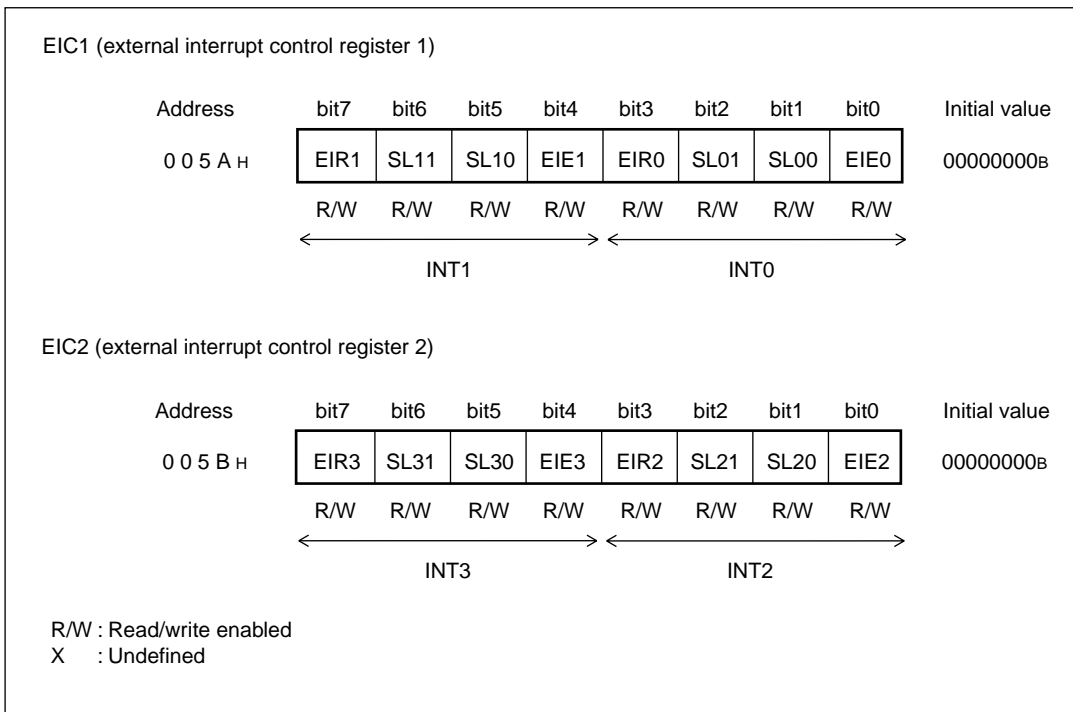 EIC1 (external interrupt control register 1)
Address bit7 bit6 bit5 bit4 bit3 bit2 bit1 bit0 Initial value
0 0 5 A H EIR1 SL11 SL10 EIE1 EIR0 SL01 SL00 EIE0 00000000B
R/W R/W R/W R/W R/W R/W R/W R/W
INT1 INT0
EIC2 (external interrupt control register 2)
Address bit7 bit6 bit5 bit4 bit3 bit2 bit1 bit0 Initial value
0 0 5 B H EIR3 SL31 SL30 EIE3 EIR2 SL21 SL20 EIE2 00000000B
R/W R/W R/W R/W R/W R/W R/W R/W
INT3 INT2
R/W : Read/write enabled
X : Undefined